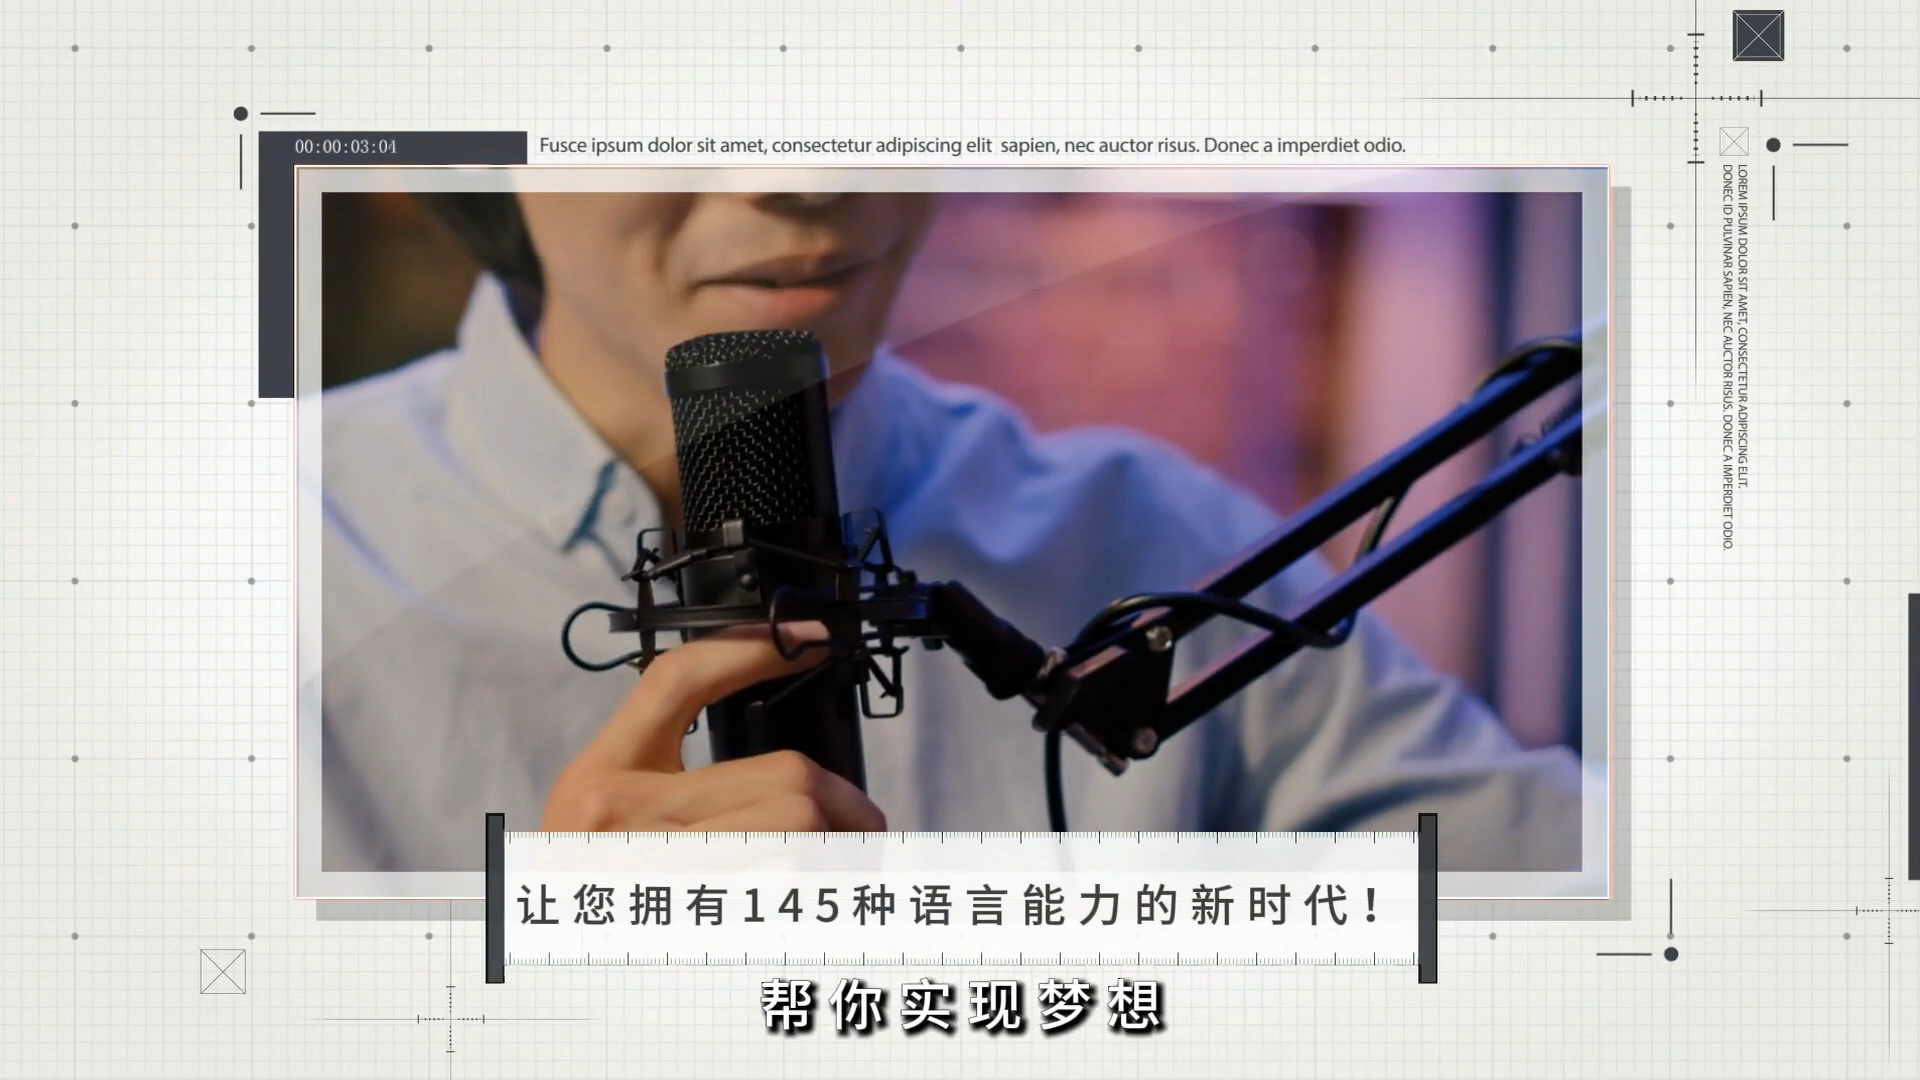 00:00:03:04
Fusce ipsum dolor sit amet, consectetur adipiscing elit sapien, nec auctor risus. Donec a imperdiet odio.
LOREM IPSUM DOLOR SIT AMET, CONSECTETUR ADIPISCING ELIT.
DONEC ID PULVINAR SAPIEN, NEC AUCTOR RISUS. DONEC A IMPERDIET ODIO.
让您拥有145种语言能力的新时代!
帮你实现梦想